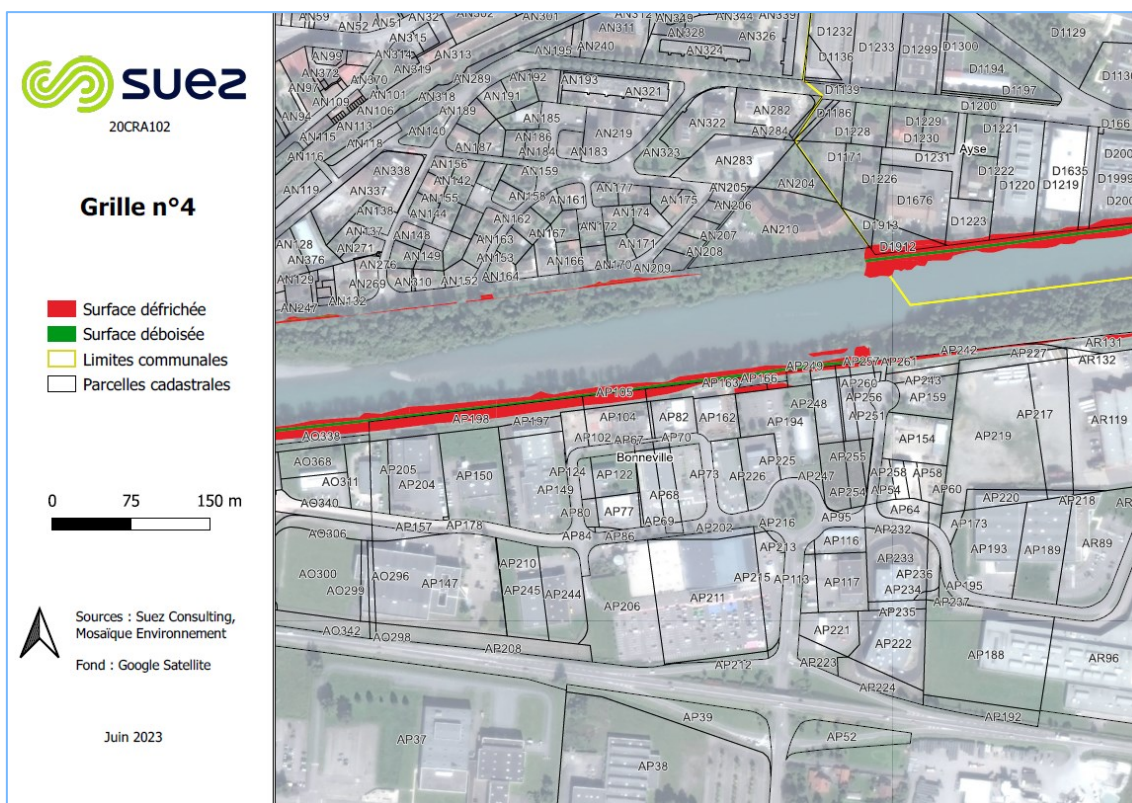 suez
20CRA102
Grille n°4
Surface défrichée
Surface déboisée
Limites communales
Parcelles cadastrales
0 75 150 m
Sources : Suez Consulting,
Mosaïque Environnement
Fond : Google Satellite
Juin 2023
AN59 AN51 AN32 AN301 AN311 AN349 AN344 AN339 D1232 D1129
AN52 AN315 AN240 AN328 AN326 D1233 D1299 D1300
AN99 AN314 AN313 AN195 AN324 D1136 D1194
AN372 AN319 AN289 AN192 AN193 D1139 D1197
AN97 AN370 AN101 AN318 AN191 AN321 D1200
AN109 AN106 AN189 AN185 AN282 D1186 D1229
AN94 AN113 AN140 AN186 AN219 AN322 AN284 D1228 D1230 D1221
AN115 AN118 AN187 AN184 AN183 AN323 AN283 D1171 D1231 Ayse D1222
AN116 AN338 AN156 AN159 D1226 D1220 D1635 D1219 D1999
AN119 AN337 AN142 AN158 AN177 AN205 AN204 D1676
AN155 AN161 AN175 AN206 D1223
AN138 AN144 AN162 AN174 AN210 D1913
AN128 AN137 AN148 AN163 AN167 AN172 AN207 D1912
AN376 AN271 AN149 AN153 AN171 AN208
AN129 AN276 AN310 AN152 AN164 AN166 AN170 AN209
AN247 AN132 AN269
AP249 AP257 AP261 AP242 AP227 AR131
AP105 AP163 AP166 AP260 AP243 AR132
AO338 AP198 AP197 AP104 AP82 AP162 AP194 AP248 AP256 AP251 AP159 AP217 AR119
AP102 AP67 AP70 AP154 AP219
AO368 AP205 AP150 AP124 Bonneville AP225 AP247 AP255
AO311 AP204 AP149 AP122 AP73 AP226 AP258 AP58
AO340 AP77 AP68 AP254 AP54 AP60 AP220 AP218
AO306 AP157 AP178 AP80 AP69 AP202 AP216 AP95 AP64 AP173
AP84 AP86 AP213 AP116 AP232 AP193 AP189 AR89
AO300 AO296 AP147 AP210 AP233
AO299 AP245 AP244 AP206 AP211 AP215 AP113 AP117 AP236 AP234 AP195
AP235 AP237
AO342 AO298 AP208 AP221 AP222 AP188 AR96
AP212 AP223
AP224
AP39 AP192
AP37 AP38 AP52